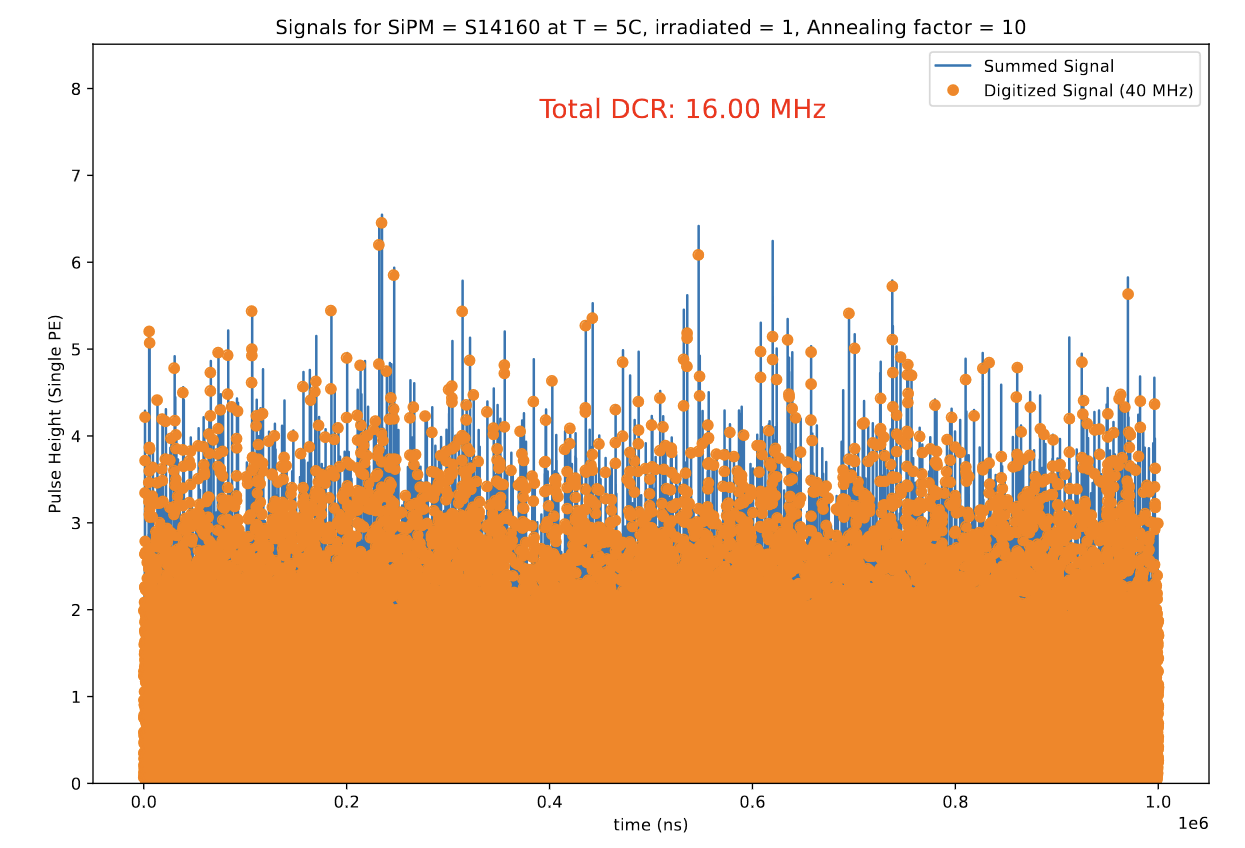 Signals for SiPM = S14160 at T = 5C, irradiated = 1, Annealing factor = 10
Summed Signal
Digitized Signal (40 MHz)
Total DCR: 16.00 MHz
Pulse Height (Single PE)
8
7
6
5
4
3
2
1
0
0.0 0.2 0.4 0.6 0.8 1.0
time (ns)
1e6